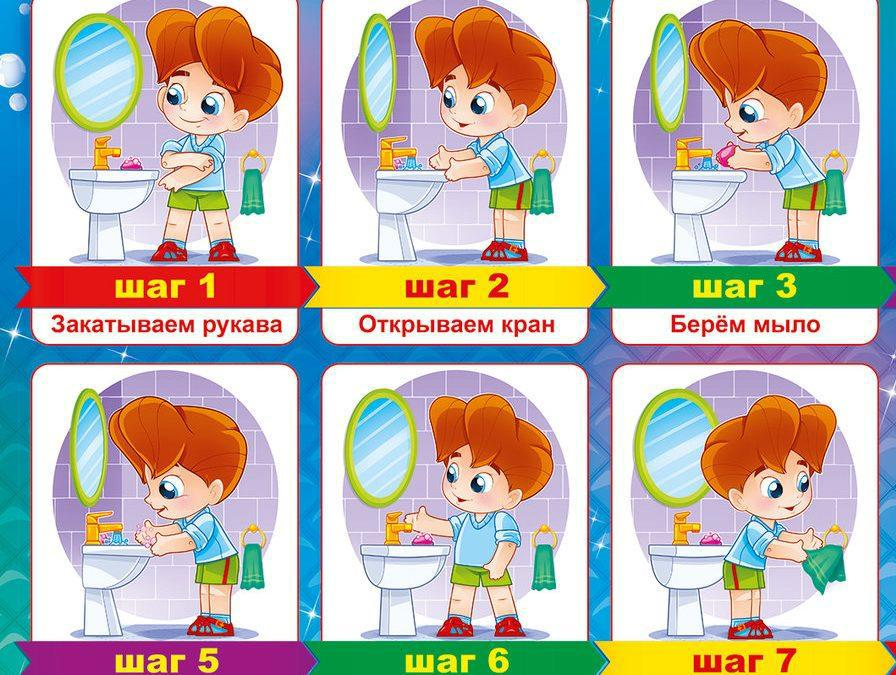 шаг 1
шаг 2
шаг 3
Закатываем рукава
Открываем кран
Берём мыло
шаг 5
шаг 6
шаг 7